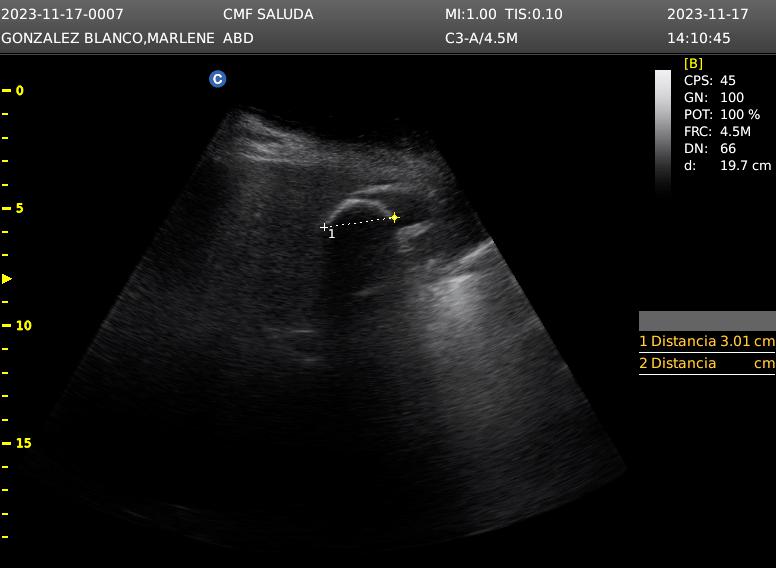 2023-11-17-0007 CMF SALUDA MI:1.00 TIS:0.10 2023-11-17
GONZALEZ BLANCO,MARLENE ABD C3-A/4.5M 14:10:45
C
[B]
CPS: 45
GN: 100
POT: 100 %
FRC: 4.5M
DN: 66
d: 19.7 cm
0
5
10
15
1
1 Distancia 3.01 cm
2 Distancia cm